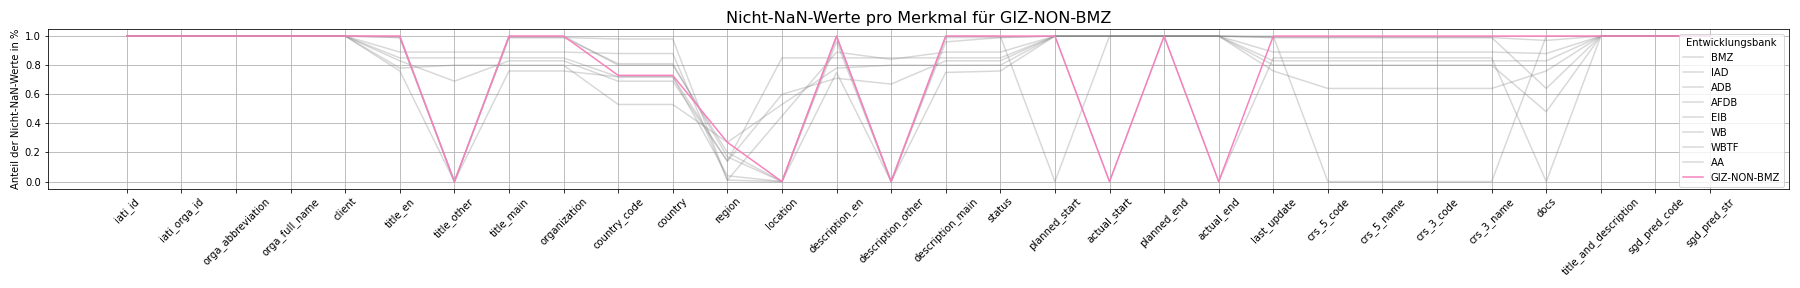 Nicht-NaN-Werte pro Merkmal für GIZ-NON-BMZ
Anteil der Nicht-NaN-Werte in %
1.0
0.8
0.6
0.4
0.2
0.0
Entwicklungsbank
BMZ
IAD
ADB
AFDB
EIB
WB
WBTF
AA
GIZ-NON-BMZ
iati_id
iati_orga_id
orga_abbreviation
orga_full_name
client
title_en
title_other
title_main
organization
country_code
country
region
location
description_en
description_other
description_main
status
planned_start
actual_start
planned_end
actual_end
last_update
crs_5_code
crs_5_name
crs_3_code
crs_3_name
docs
title_and_description
sgd_pred_code
sgd_pred_str